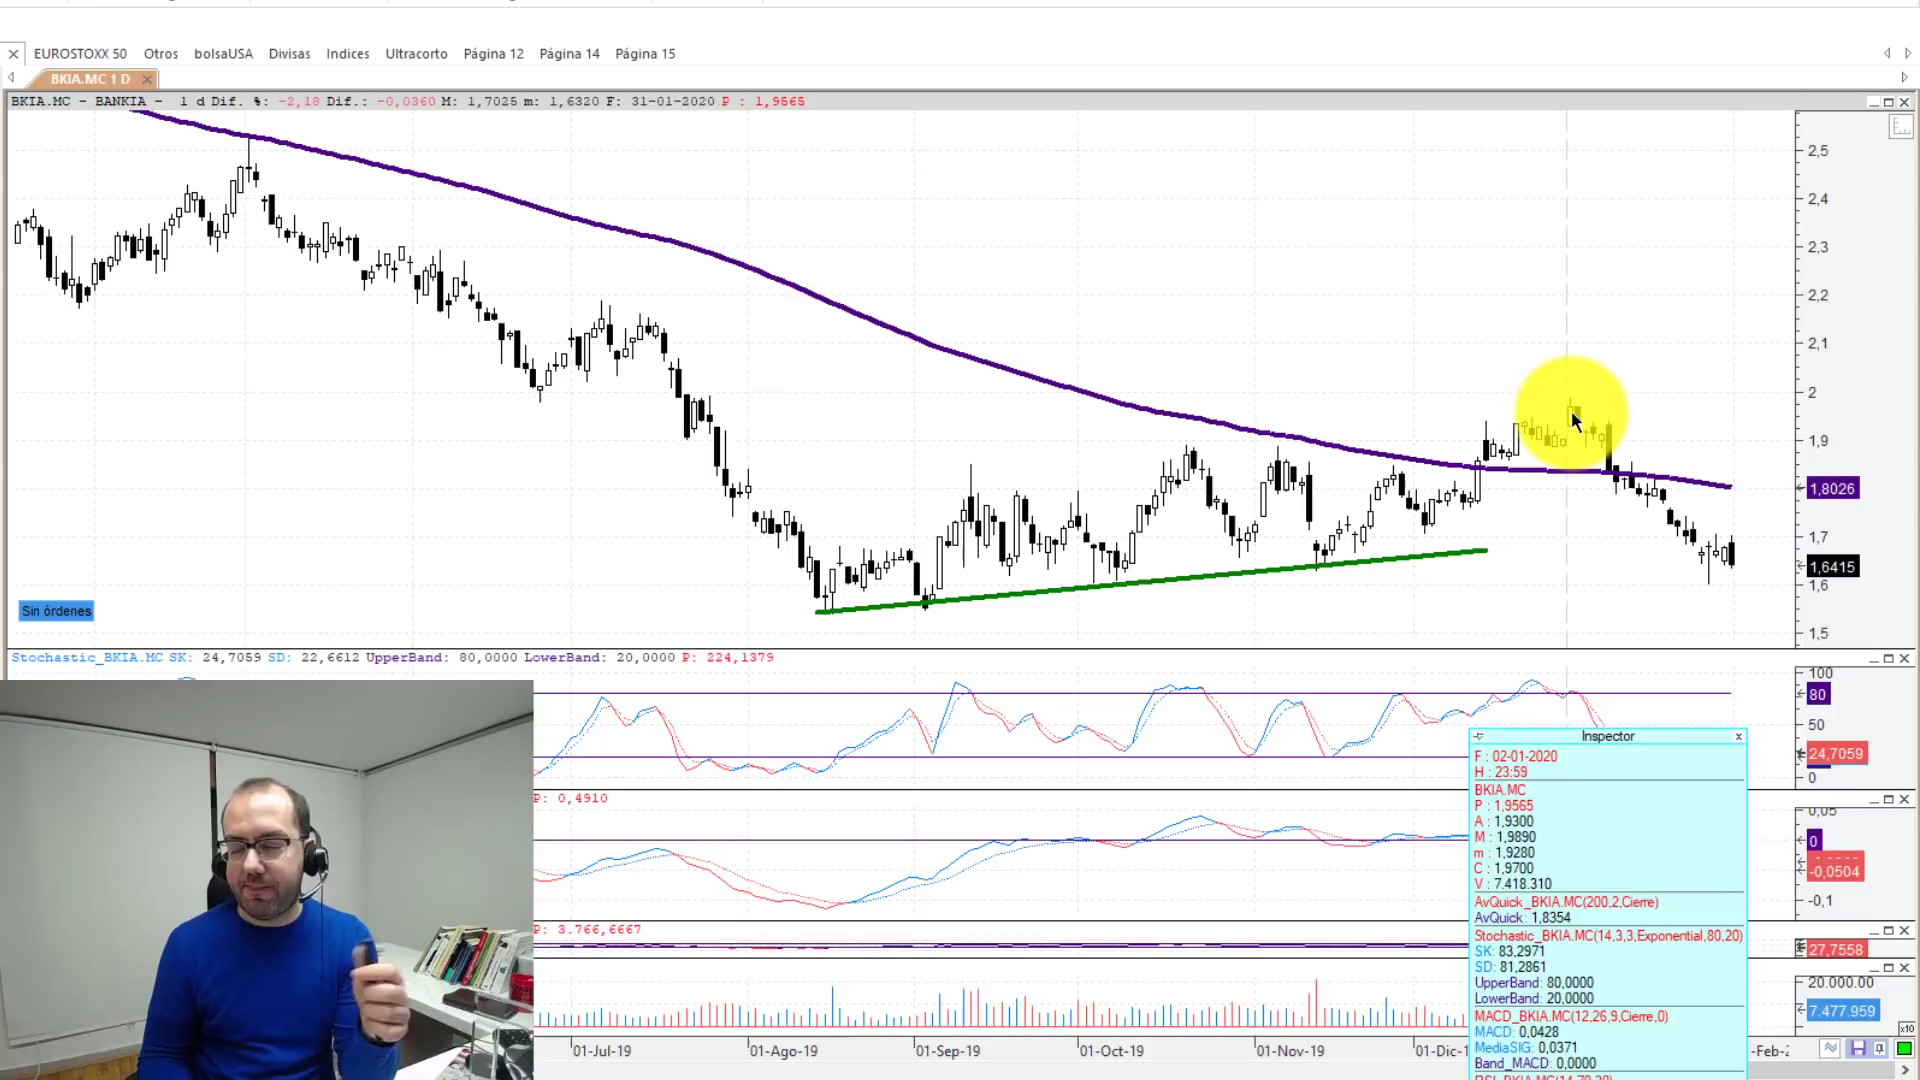 EUROSTOXX 50 Otros bolsaUSA Divisas Indices Ultracorto Página 12 Página 14 Página 15
BKIA.MC 1 D
BKIA.MC - BANKIA - 1 d Dif. %: -2,18 Dif.: -0,0360 M: 1,7025 m: 1,6320 F: 31-01-2020 P : 1,9565
2,5
2,4
2,3
2,2
2,1
2
1,9
1,8026
1,7
1,6415
1,6
1,5
Sin órdenes
Stochastic_BKIA.MC SK: 24,7059 SD: 22,6612 UpperBand: 80,0000 LowerBand: 20,0000 P: 224,1379
100
80
50
24,7059
0
Inspector
F : 02-01-2020
H : 23:59
BKIA.MC
P : 1,9565
A : 1,9300
M : 1,9890
m : 1,9280
C : 1,9700
V : 7.418.310
AvQuick_BKIA.MC(200,2,Cierre)
AvQuick: 1,8354
Stochastic_BKIA.MC(14,3,3,Exponential,80,20)
SK: 83,2971
SD: 81,2861
UpperBand: 80,0000
LowerBand: 20,0000
MACD_BKIA.MC(12,26,9,Cierre,0)
MACD: 0,0428
MediaSIG: 0,0371
Band_MACD: 0,0000
P: 0,4910
0,05
0
-0,0504
-0,1
P: 3.766,6667
27,7558
20.000.00
7.477.959
x10
01-Jul-19 01-Ago-19 01-Sep-19 01-Oct-19 01-Nov-19 01-Dic-1 -Feb-2